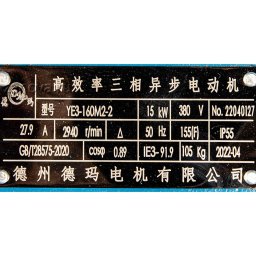 高效率三相异步电动机
德玛
型号 YE3-160M2-2 15 kW 380 V No. 22040127
27.9 A 2940 r/min △ 50 Hz 155(F) IP55
GB/T28575-2020 cosφ 0.89 IE3-91.9 105 Kg 2022-04
德州德玛电机有限公司